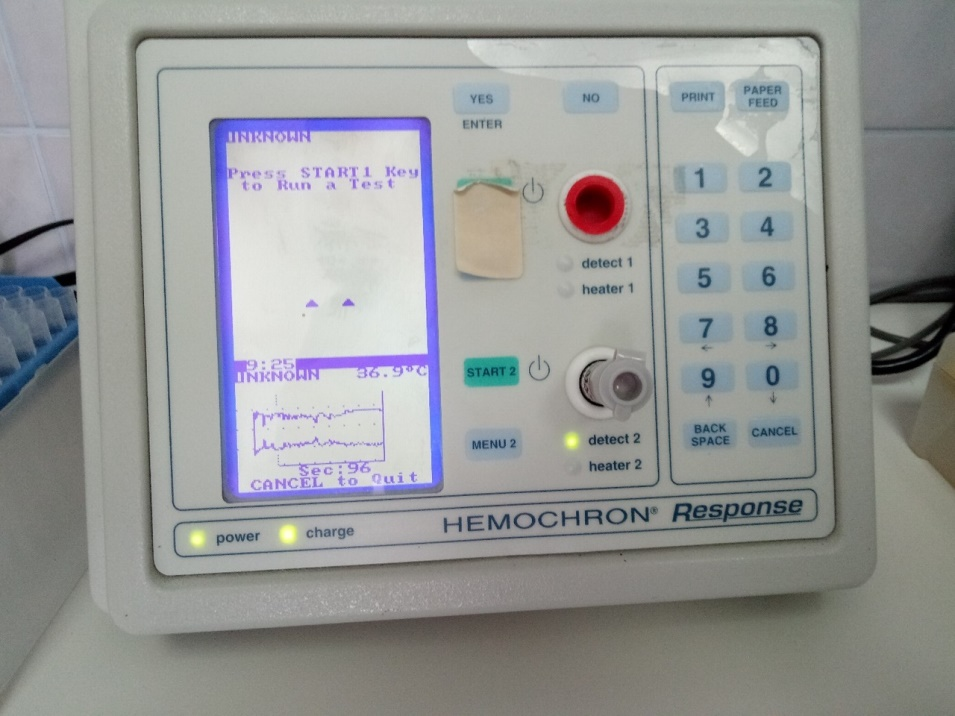 UNKNOWN
Press START1 Key
to Run a Test
9:25
UNKNOWN 36.9°C
Sec:96
CANCEL to Quit
YES
ENTER
NO
detect 1
heater 1
START 2
MENU 2
detect 2
heater 2
PRINT
PAPER FEED
1 2
3 4
5 6
7 8
← →
9 0
↑ ↓
BACK SPACE
CANCEL
power
charge
HEMOCHRON® Response